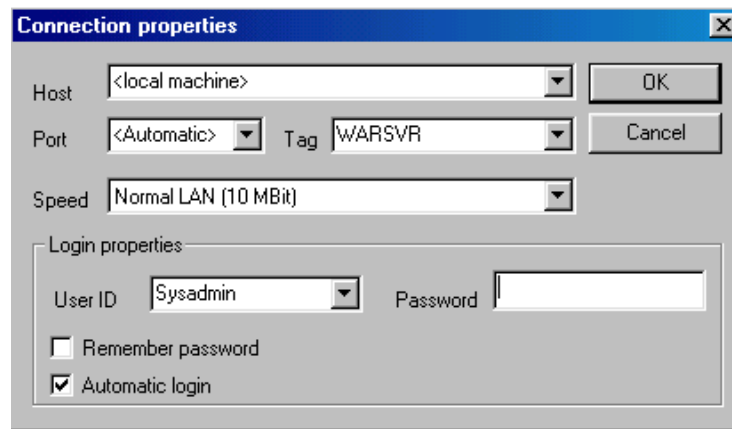 Connection properties
Host <local machine> OK
Port <Automatic> Tag WARSVR Cancel
Speed Normal LAN (10 MBit)
Login properties
User ID Sysadmin Password
Remember password
Automatic login